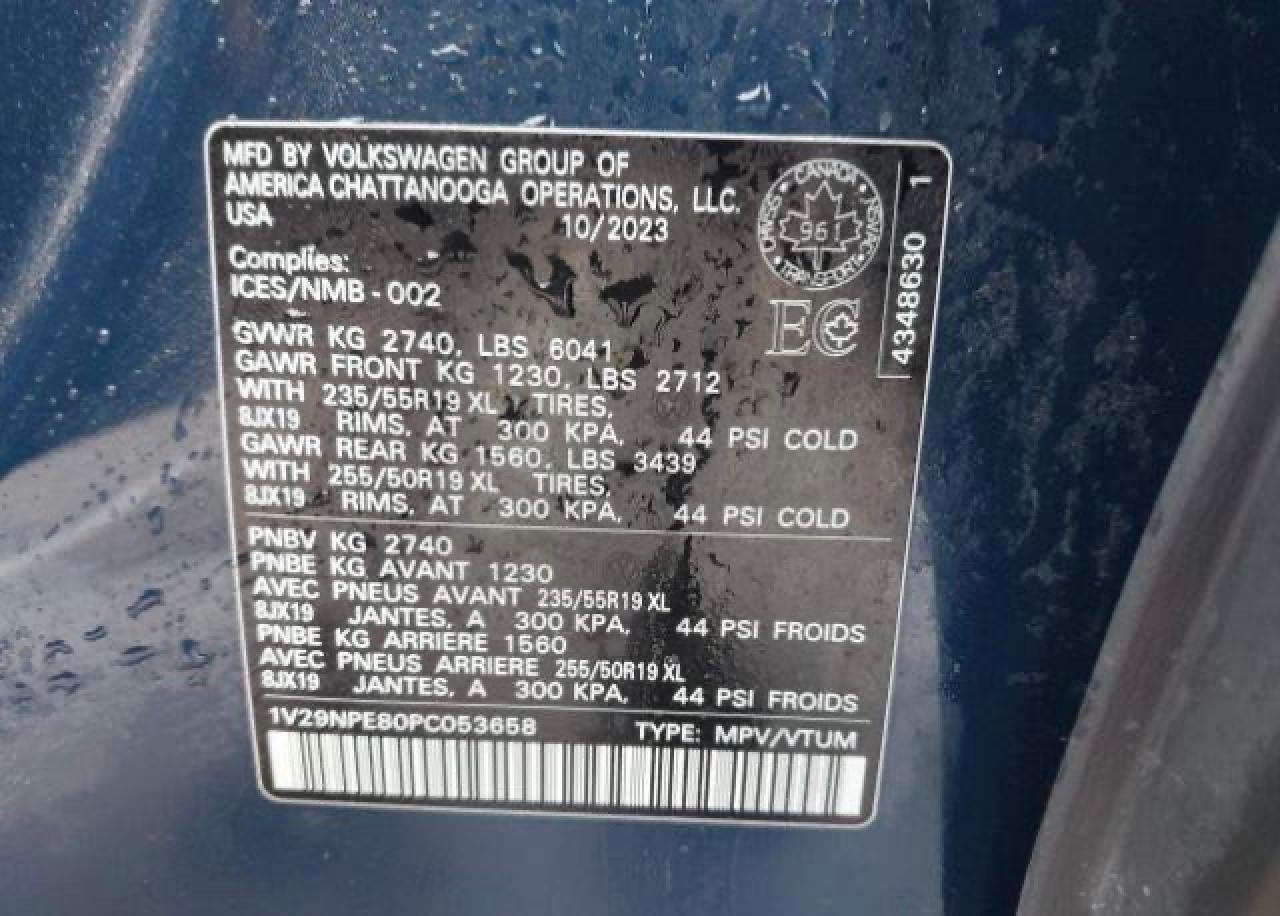 MFD BY VOLKSWAGEN GROUP OF
AMERICA CHATTANOOGA OPERATIONS, LLC.
USA 10/2023
Complies:
ICES/NMB - 002
GVWR KG 2740, LBS 6041
GAWR FRONT KG 1230, LBS 2712
WITH 235/55R19 XL TIRES,
8JX19 RIMS, AT 300 KPA, 44 PSI COLD
GAWR REAR KG 1560, LBS 3439
WITH 255/50R19 XL TIRES,
8JX19 RIMS, AT 300 KPA, 44 PSI COLD
CANADA
961
TRANSPORT
EC
4348630 1
PNBV KG 2740
PNBE KG AVANT 1230
AVEC PNEUS AVANT 235/55R19 XL
8JX19 JANTES, A 300 KPA, 44 PSI FROIDS
PNBE KG ARRIERE 1560
AVEC PNEUS ARRIERE 255/50R19 XL
8JX19 JANTES, A 300 KPA, 44 PSI FROIDS
1V29NPE80PC053658 TYPE: MPV/VTUM